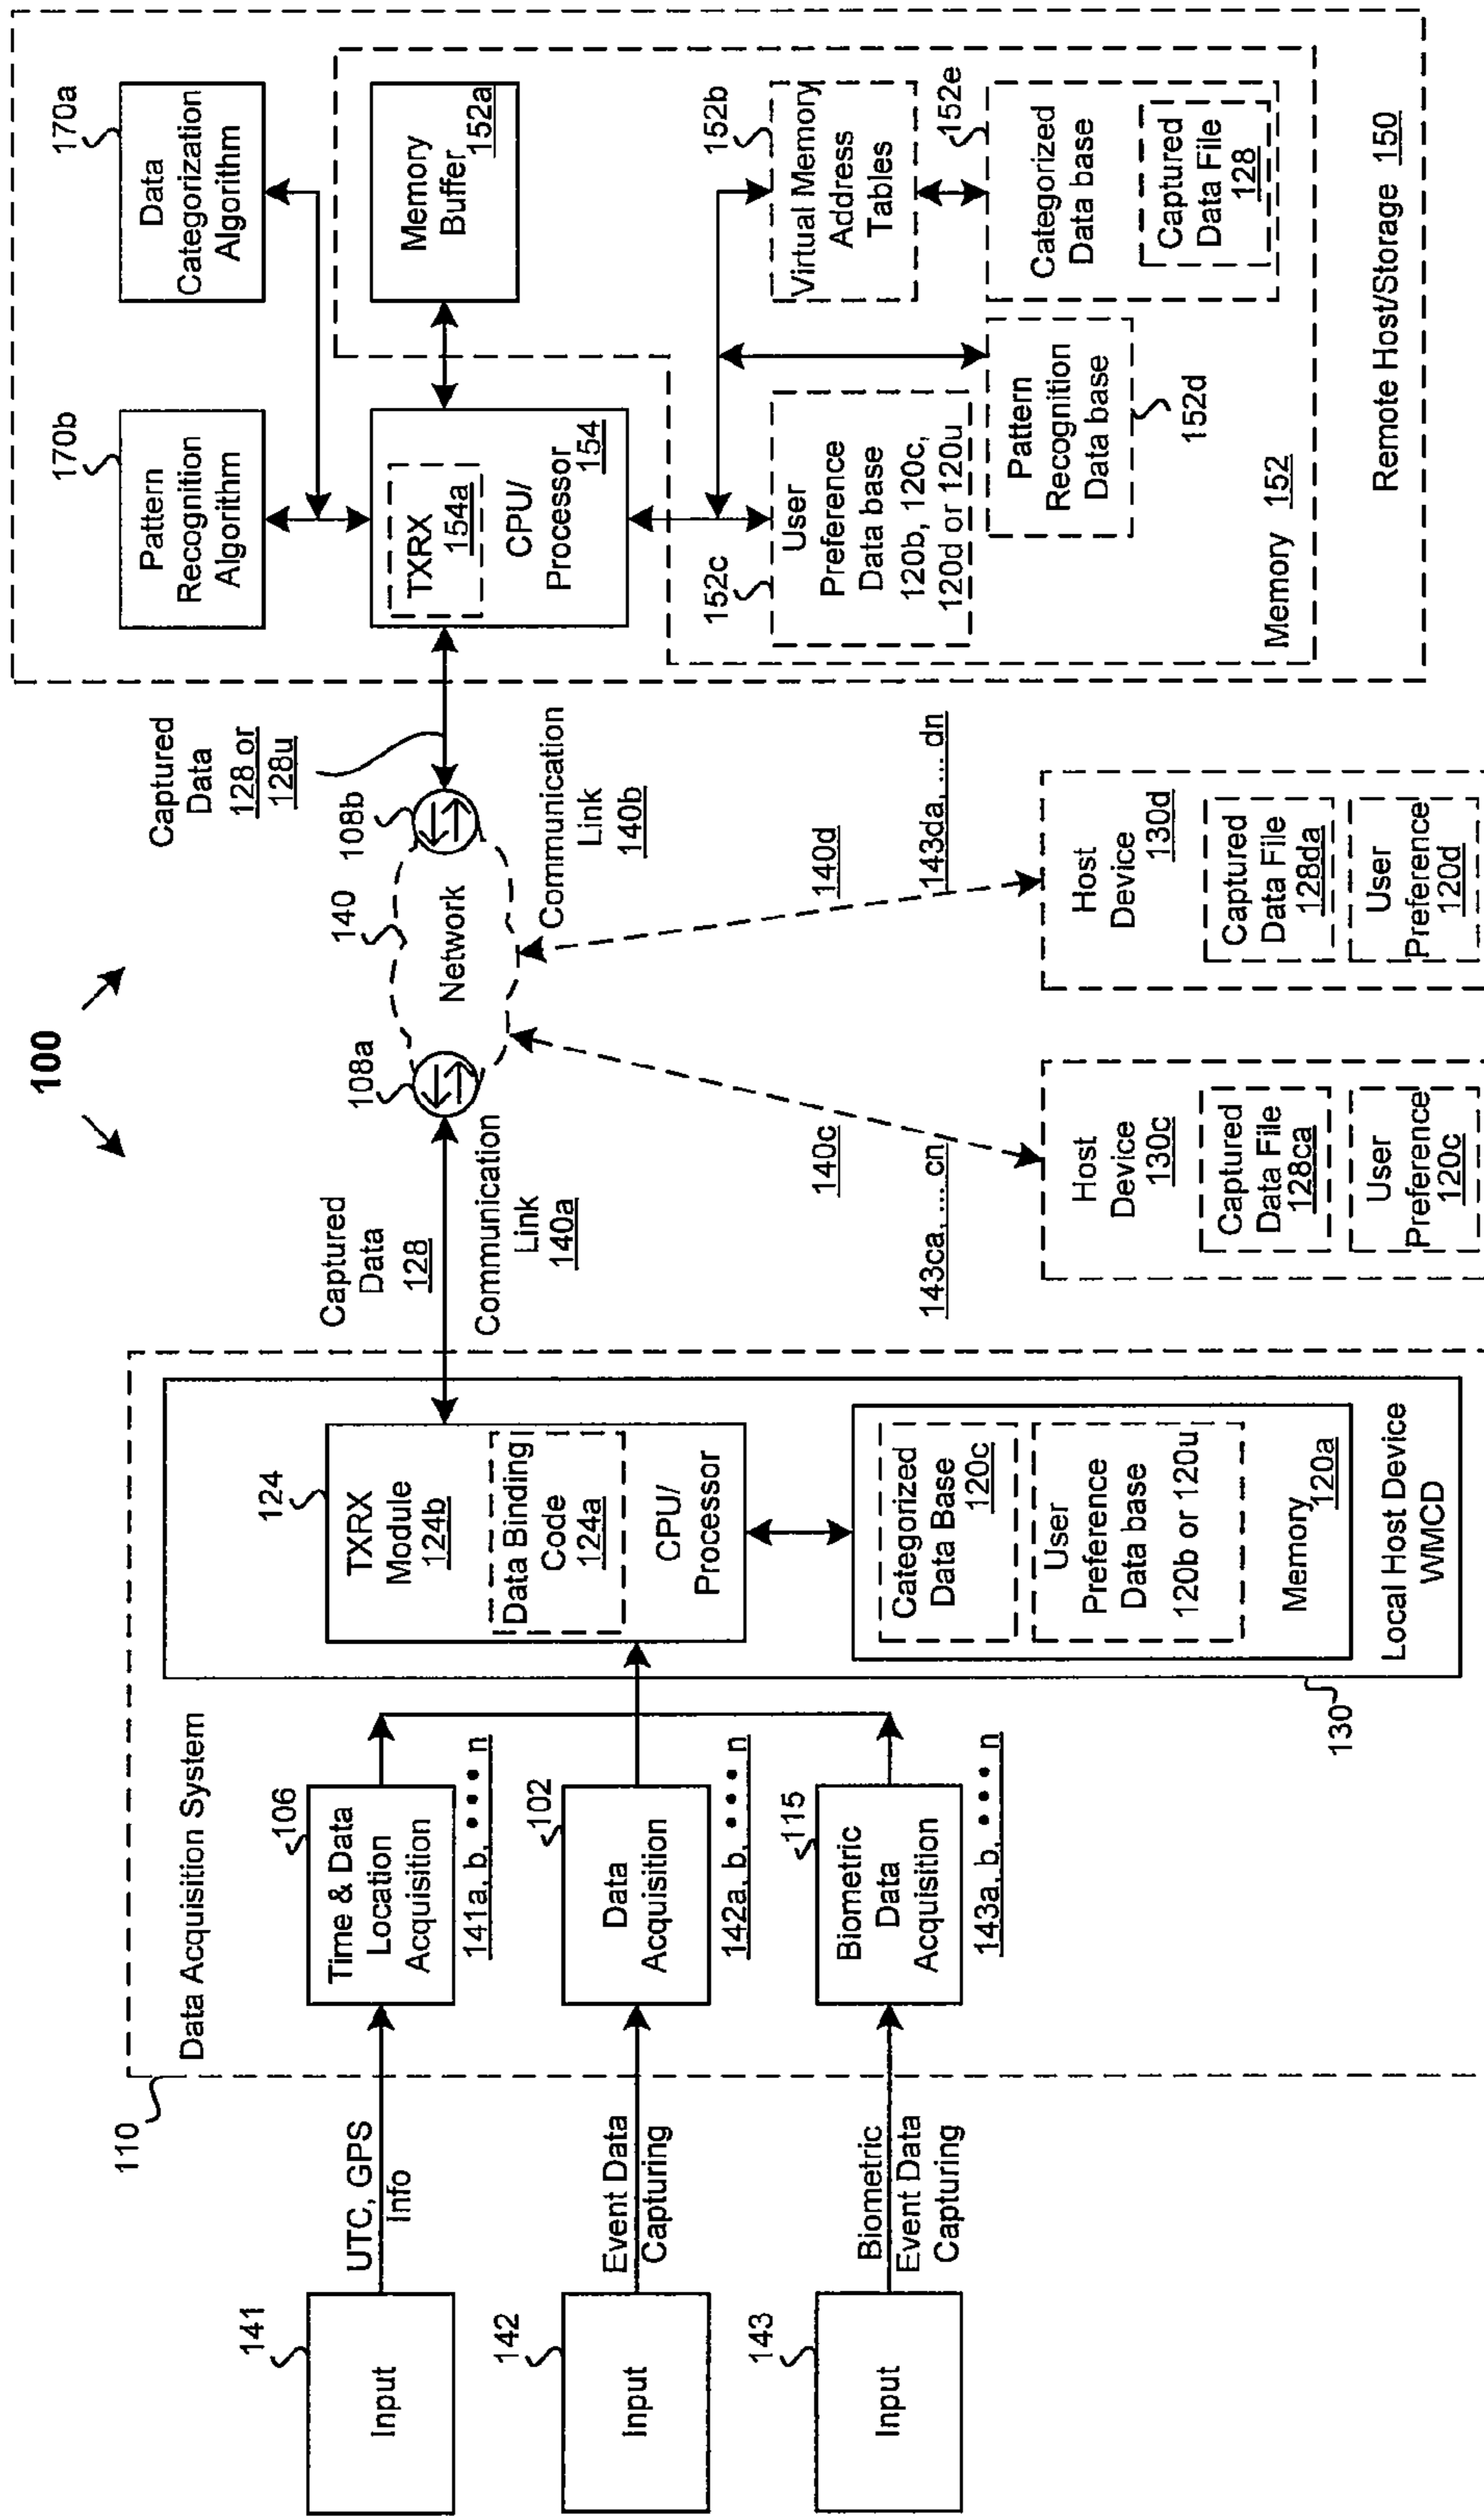 100
110
Data Acquisition System
141
Input
UTC, GPS
Info
106
Time & Data
Location
Acquisition
141a, b, • • • n
142
Input
Event Data
Capturing
102
Data
Acquisition
142a, b, • • • n
143
Input
Biometric
Event Data
Capturing
115
Biometric
Data
Acquisition
143a, b, • • • n
124
TXRX
Module
124b
Data Binding
Code 124a
CPU/
Processor
Categorized
Data Base
120c
User
Preference
Data base
120b or 120u
Memory
120a
Local Host Device
WMCD
130
Captured
Data
128
Communication
Link
140a
108a
140
Network
108b
Captured
Data
128 or
128u
Communication
Link
140b
140c
143ca, ... cn
140d
143da, ... dn
Host
Device
130c
Captured
Data File
128ca
User
Preference
120c
Host
Device
130d
Captured
Data File
128da
User
Preference
120d
170b
Pattern
Recognition
Algorithm
170a
Data
Categorization
Algorithm
TXRX
154a
CPU/
Processor
154
Memory
Buffer
152a
152c
User
Preference
Data base
120b, 120c,
120d or 120u
152b
Virtual Memory
Address
Tables
Pattern
Recognition
Data base
152d
152e
Categorized
Data base
Captured
Data File
128
Memory 152
Remote Host/Storage 150